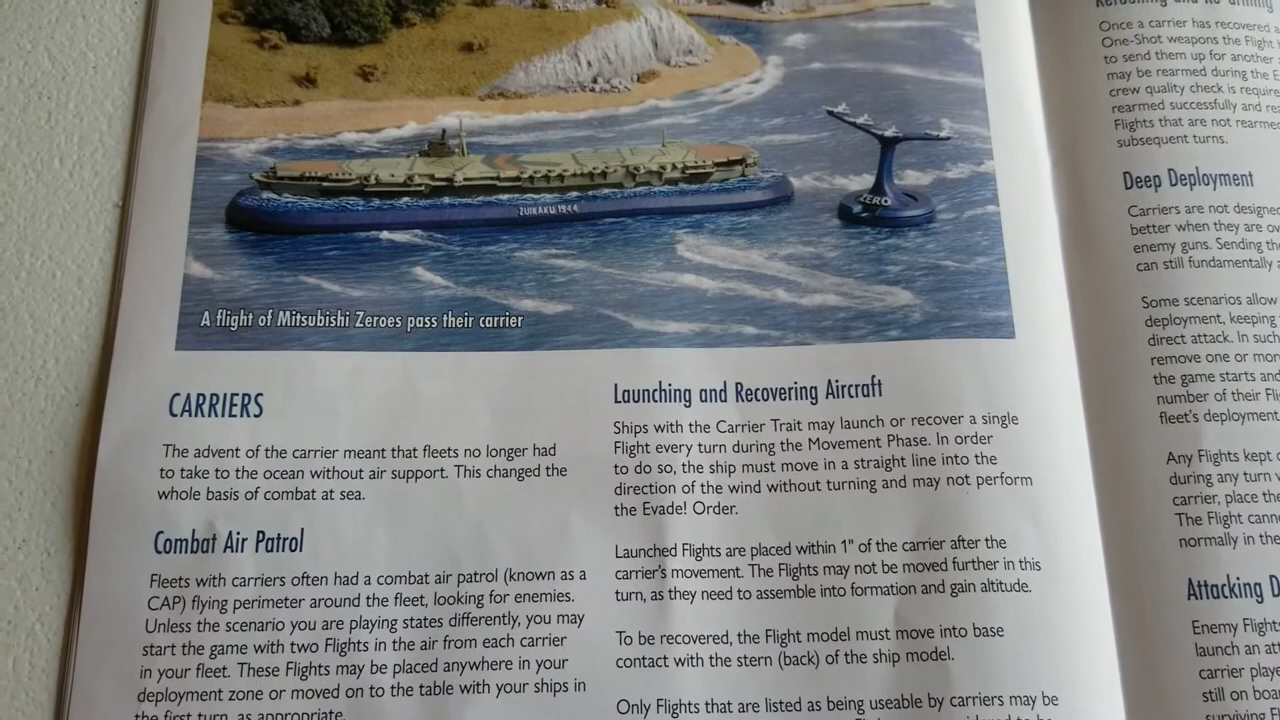 ZUIKAKU 1944
ZERO
A flight of Mitsubishi Zeroes pass their carrier
CARRIERS
The advent of the carrier meant that fleets no longer had
to take to the ocean without air support. This changed the
whole basis of combat at sea.
Combat Air Patrol
Fleets with carriers often had a combat air patrol (known as a
CAP) flying perimeter around the fleet, looking for enemies.
Unless the scenario you are playing states differently, you may
start the game with two Flights in the air from each carrier
in your fleet. These Flights may be placed anywhere in your
deployment zone or moved on to the table with your ships in
the first turn, as appropriate.
Launching and Recovering Aircraft
Ships with the Carrier Trait may launch or recover a single
Flight every turn during the Movement Phase. In order
to do so, the ship must move in a straight line into the
direction of the wind without turning and may not perform
the Evade! Order.
Launched Flights are placed within 1" of the carrier after the
carrier's movement. The Flights may not be moved further in this
turn, as they need to assemble into formation and gain altitude.
To be recovered, the Flight model must move into base
contact with the stern (back) of the ship model.
Only Flights that are listed as being useable by carriers may be
Once a carrier has recovered
One-Shot weapons the Flight
to send them up for another
may be rearmed during the
crew quality check is
rearmed successfully and
Flights that are not
subsequent turns.
Deep Deployment
Carriers are not
better when they are
enemy guns. Sending
can still fundamentally
Some scenarios allow
deployment, keeping
direct attack. In such
remove one or
the game starts and
number of their
fleet's deployment
Any Flights kept
during any turn
carrier, place
The Flight
normally in the
Attacking
Enemy
launch an
carrier
still on
surviving